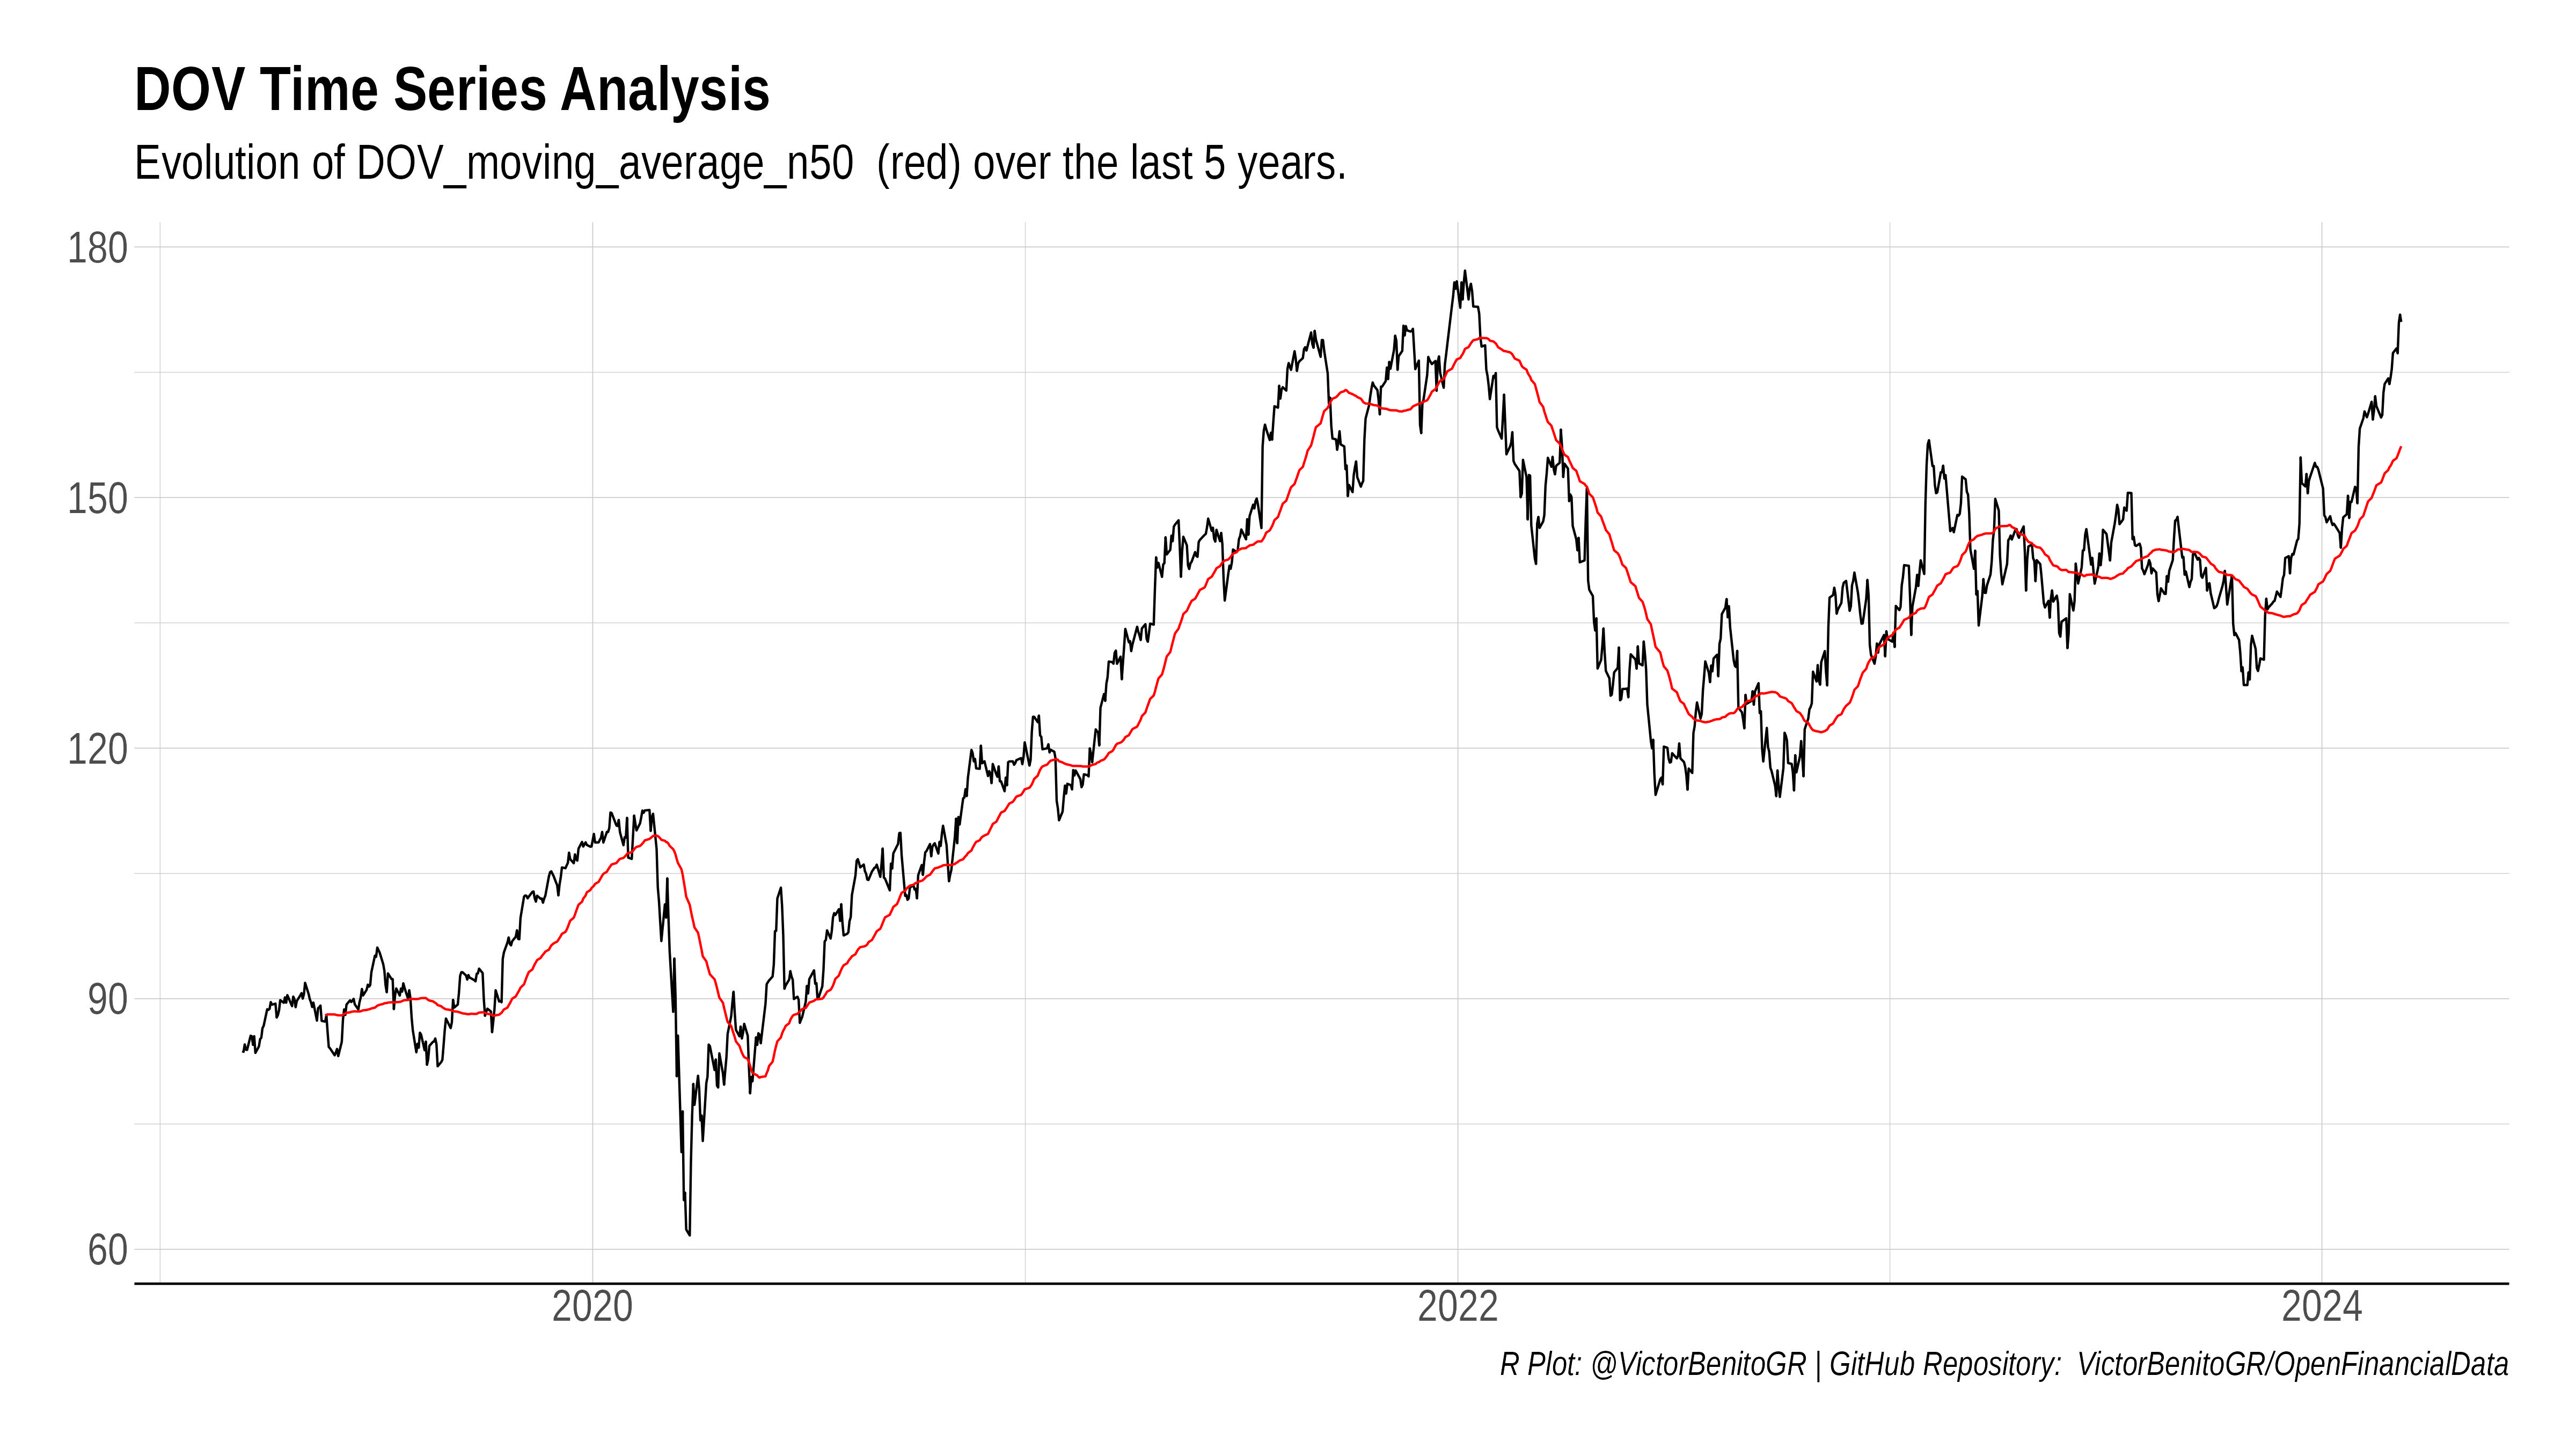 DOV Time Series Analysis
Evolution of DOV_moving_average_n50  (red) over the last 5 years.
180
150
120
90
60
2020
2022
2024
R Plot: @VictorBenitoGR | GitHub Repository:  VictorBenitoGR/OpenFinancialData